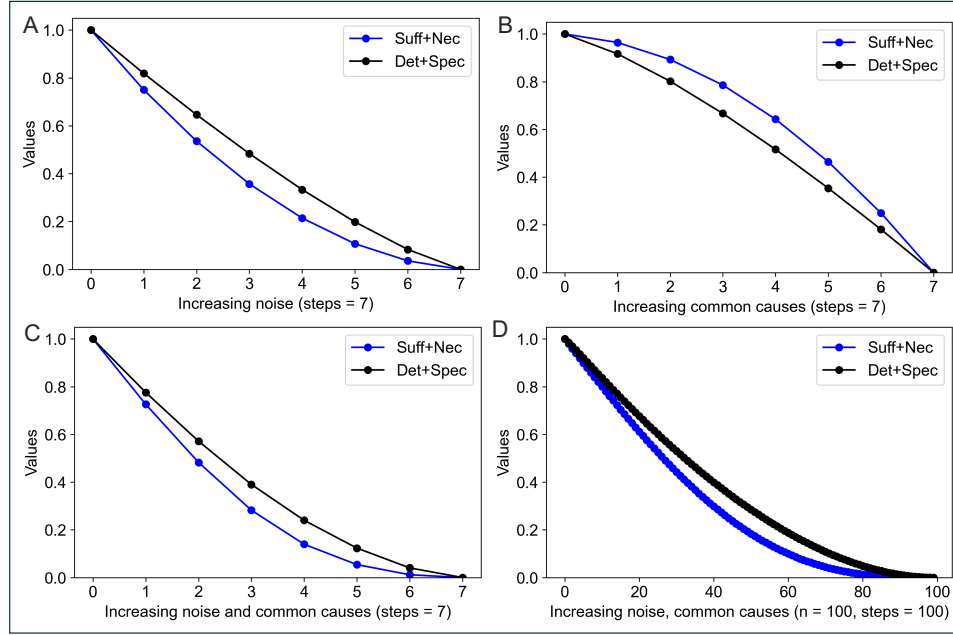 A
Values
1.0
0.8
0.6
0.4
0.2
0.0
Suff+Nec
Det+Spec
0 1 2 3 4 5 6 7
Increasing noise (steps = 7)
B
Values
1.0
0.8
0.6
0.4
0.2
0.0
Suff+Nec
Det+Spec
0 1 2 3 4 5 6 7
Increasing common causes (steps = 7)
C
Values
1.0
0.8
0.6
0.4
0.2
0.0
Suff+Nec
Det+Spec
0 1 2 3 4 5 6 7
Increasing noise and common causes (steps = 7)
D
Values
1.0
0.8
0.6
0.4
0.2
0.0
Suff+Nec
Det+Spec
0 20 40 60 80 100
Increasing noise, common causes (n = 100, steps = 100)